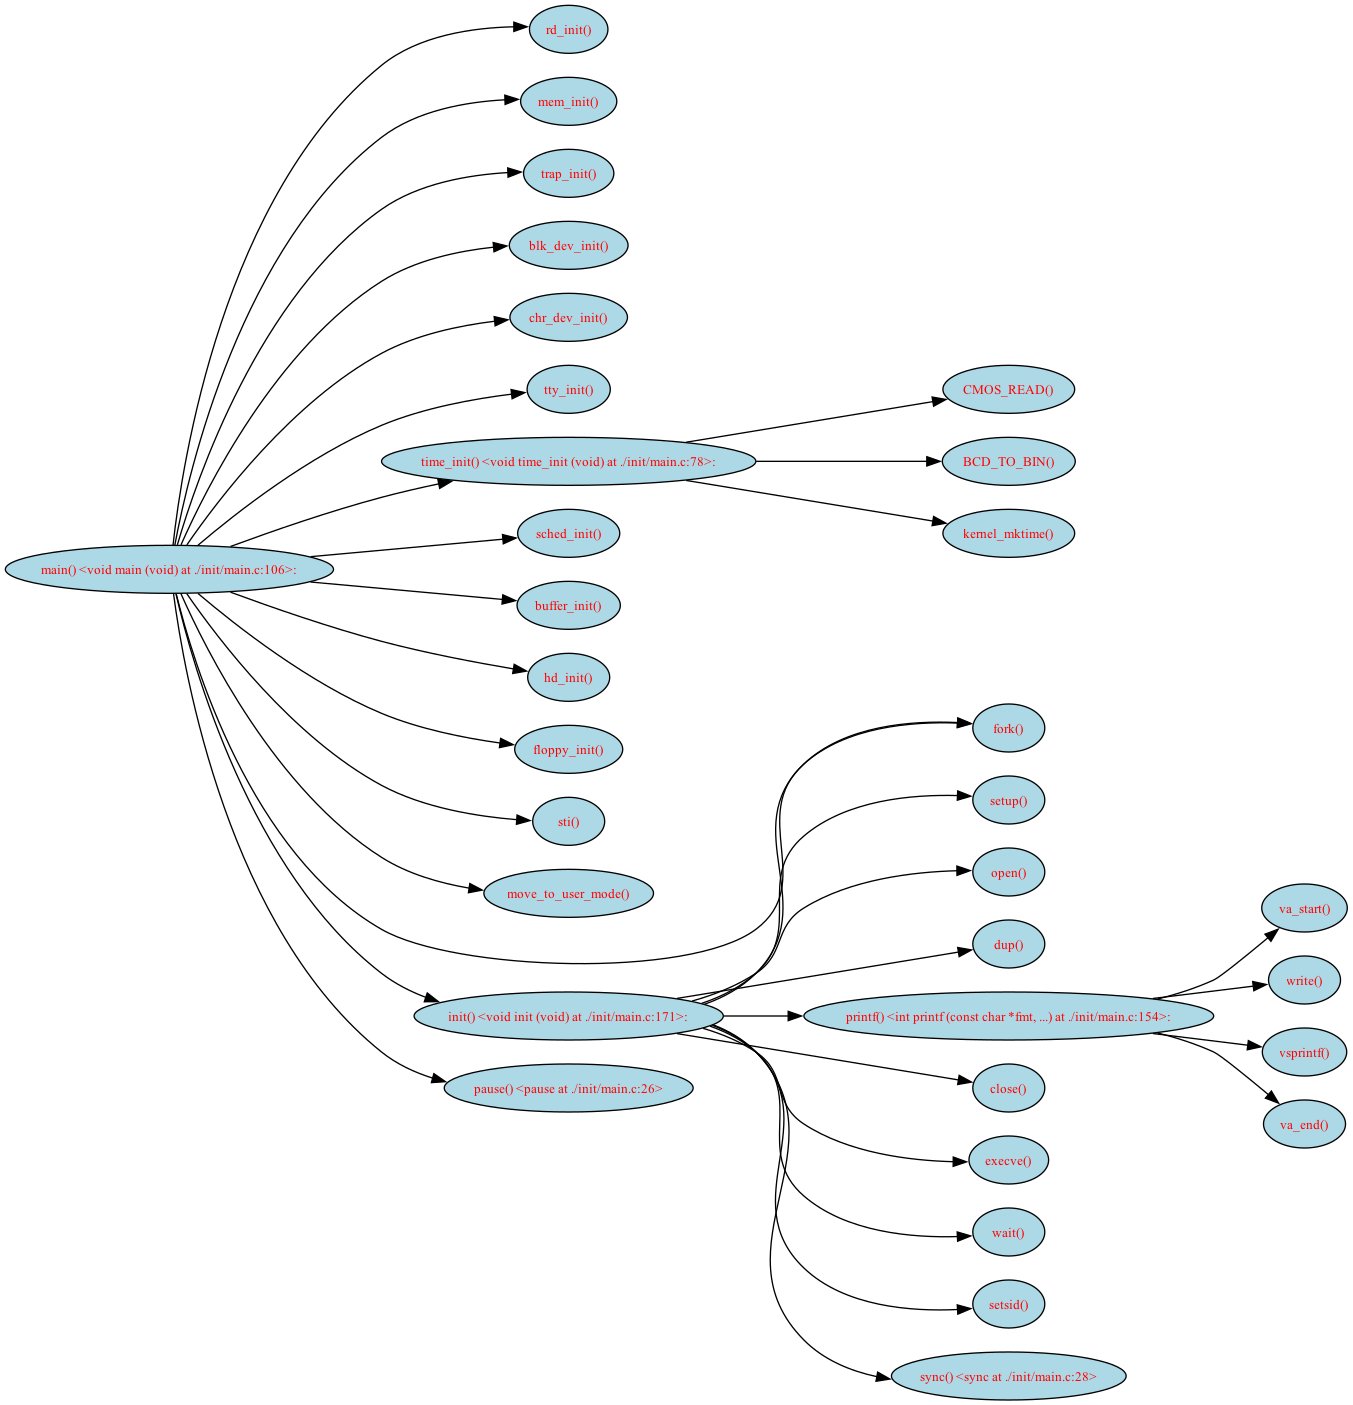 rd_init()
mem_init()
trap_init()
blk_dev_init()
chr_dev_init()
tty_init()
time_init() <void time_init (void) at ./init/main.c:78>:
sched_init()
main() <void main (void) at ./init/main.c:106>:
buffer_init()
hd_init()
floppy_init()
sti()
move_to_user_mode()
init() <void init (void) at ./init/main.c:171>:
pause() <pause at ./init/main.c:26>
CMOS_READ()
BCD_TO_BIN()
kernel_mktime()
fork()
setup()
open()
dup()
printf() <int printf (const char *fmt, ...) at ./init/main.c:154>:
close()
execve()
wait()
setsid()
sync() <sync at ./init/main.c:28>
va_start()
write()
vsprintf()
va_end()